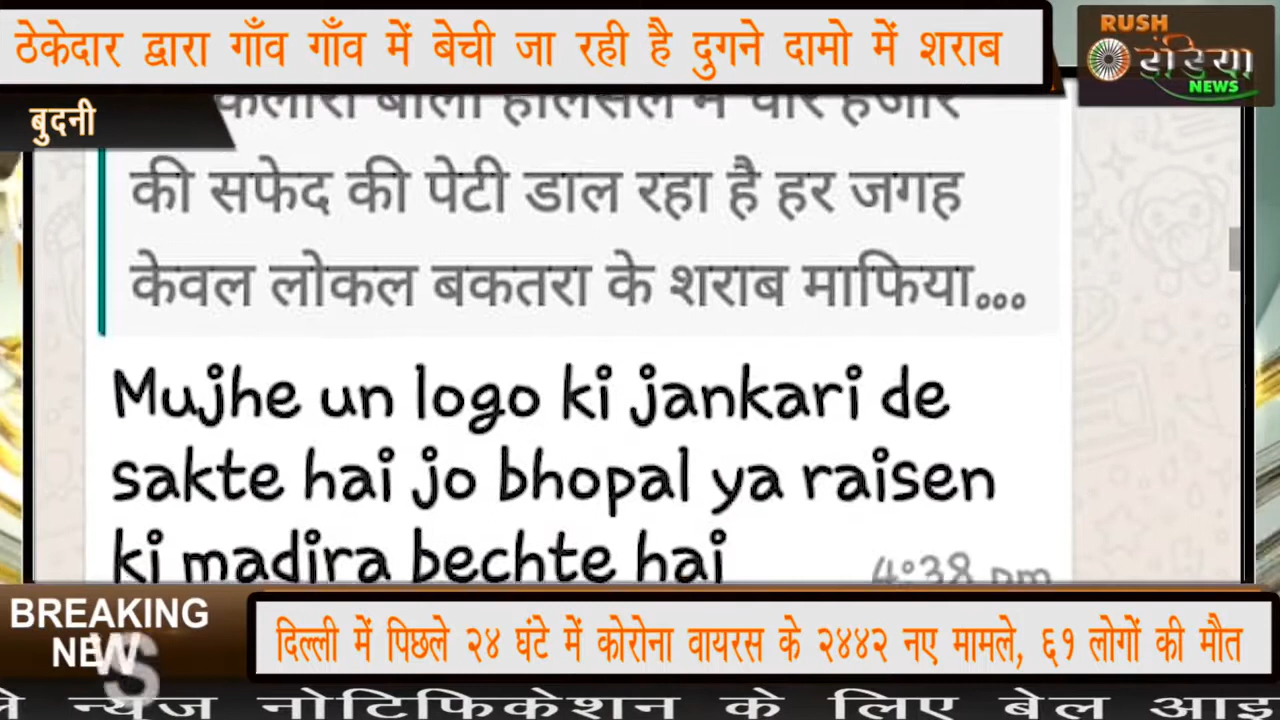 ठेकेदार द्वारा गाँव गाँव में बेची जा रही है दुगने दामो में शराब
RUSH
इंडिया
NEWS
बुदनी
में चार हजार
की सफेद की पेटी डाल रहा है हर जगह
केवल लोकल बकतरा के शराब माफिया...
Mujhe un logo ki jankari de
sakte hai jo bhopal ya raisen
ki madira bechte hai
4:38 pm
BREAKING
NEWS
दिल्ली में पिछले २४ घंटे में कोरोना वायरस के २४४२ नए मामले, ६१ लोगों की मौत
न्यूज नोटिफिकेशन के लिए बेल